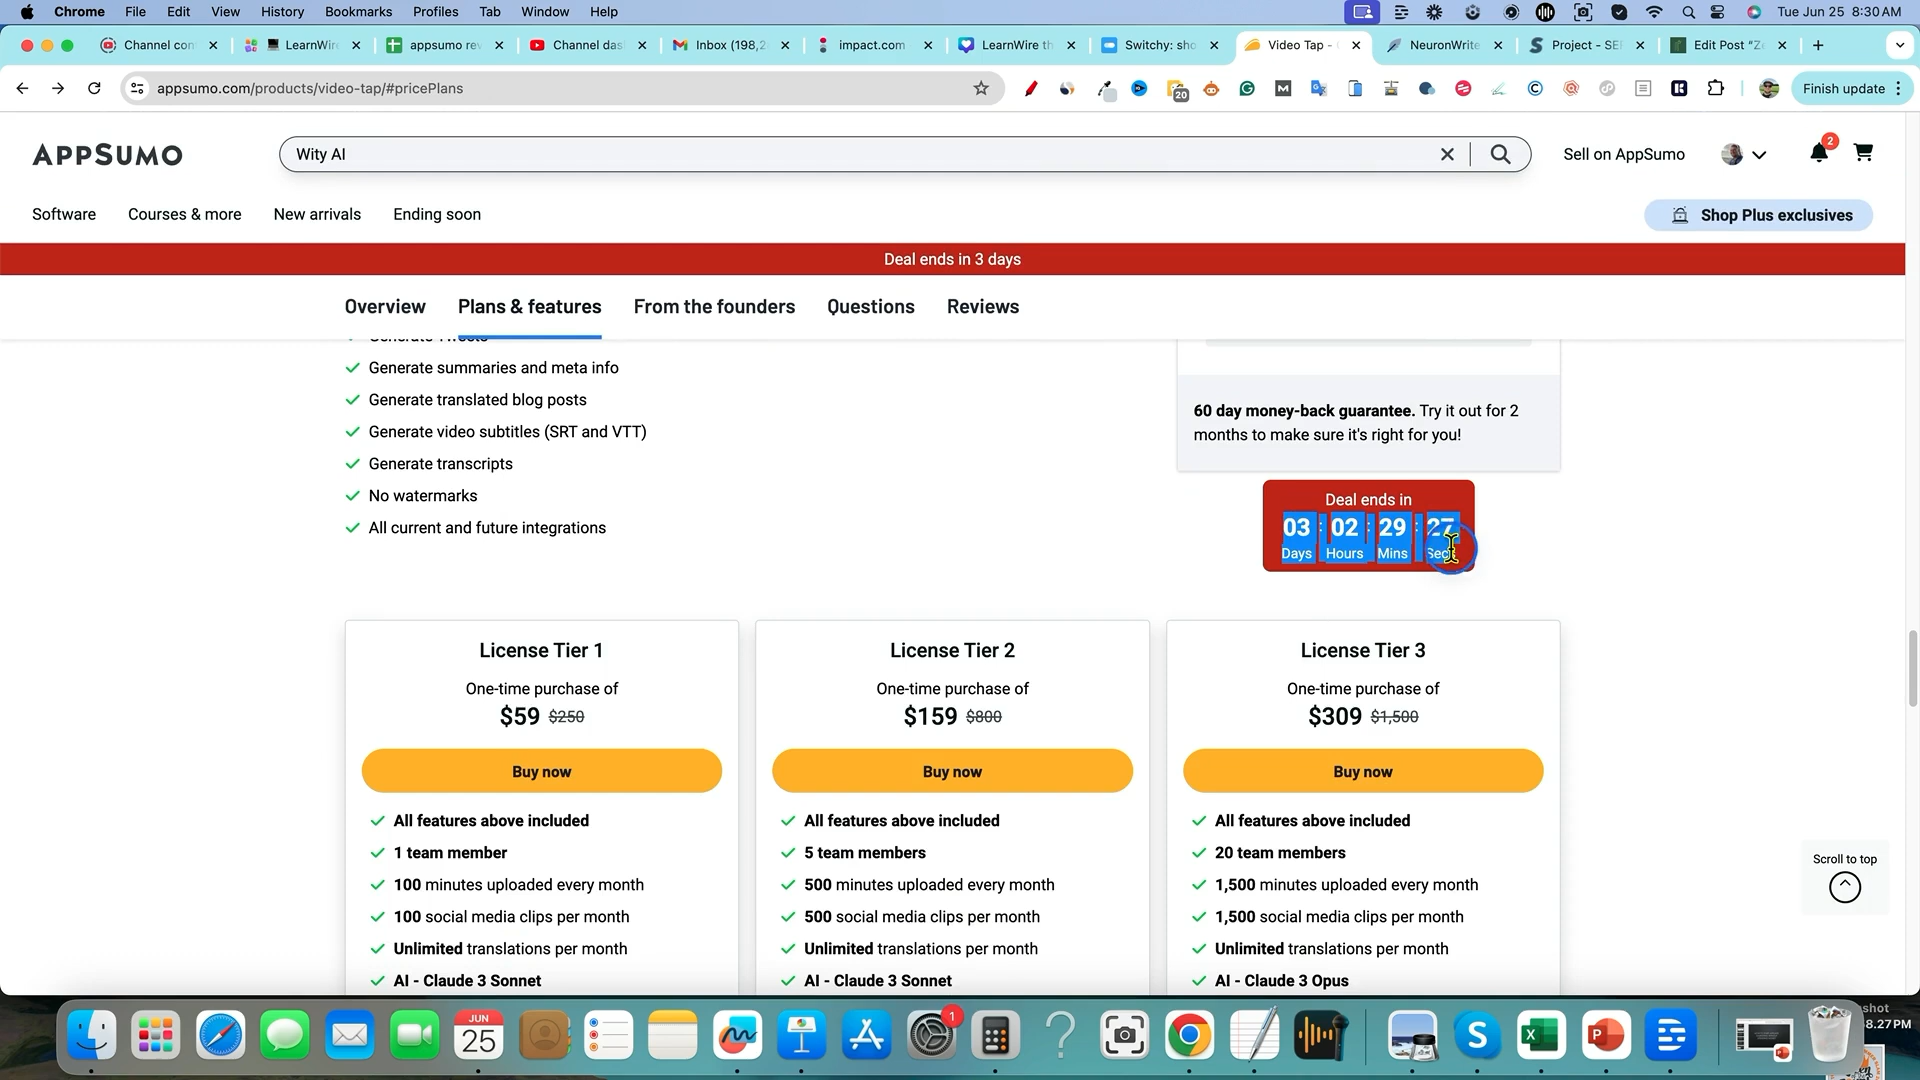 Chrome File Edit View History Bookmarks Profiles Tab Window Help Tue Jun 25 8:30 AM
Channel con LearnWire appsumo rev Channel das Inbox (198,2 impact.com LearnWire th Switchy: sho Video Tap - NeuronWrite Project - SE Edit Post "Z
appsumo.com/products/video-tap/#pricePlans 20 Finish update
APPSUMO Wity AI Sell on AppSumo 2
Software Courses & more New arrivals Ending soon Shop Plus exclusives
Deal ends in 3 days
Overview Plans & features From the founders Questions Reviews
Generate Tweets
Generate summaries and meta info
Generate translated blog posts
Generate video subtitles (SRT and VTT)
Generate transcripts
No watermarks
All current and future integrations
60 day money-back guarantee. Try it out for 2
months to make sure it's right for you!
Deal ends in
03 : 02 : 29 : 27
Days Hours Mins Secs
License Tier 1
One-time purchase of
$59 $250
Buy now
All features above included
1 team member
100 minutes uploaded every month
100 social media clips per month
Unlimited translations per month
AI - Claude 3 Sonnet
License Tier 2
One-time purchase of
$159 $800
Buy now
All features above included
5 team members
500 minutes uploaded every month
500 social media clips per month
Unlimited translations per month
AI - Claude 3 Sonnet
License Tier 3
One-time purchase of
$309 $1,500
Buy now
All features above included
20 team members
1,500 minutes uploaded every month
1,500 social media clips per month
Unlimited translations per month
AI - Claude 3 Opus
Scroll to top
JUN
25
1
shot
8.27 PM